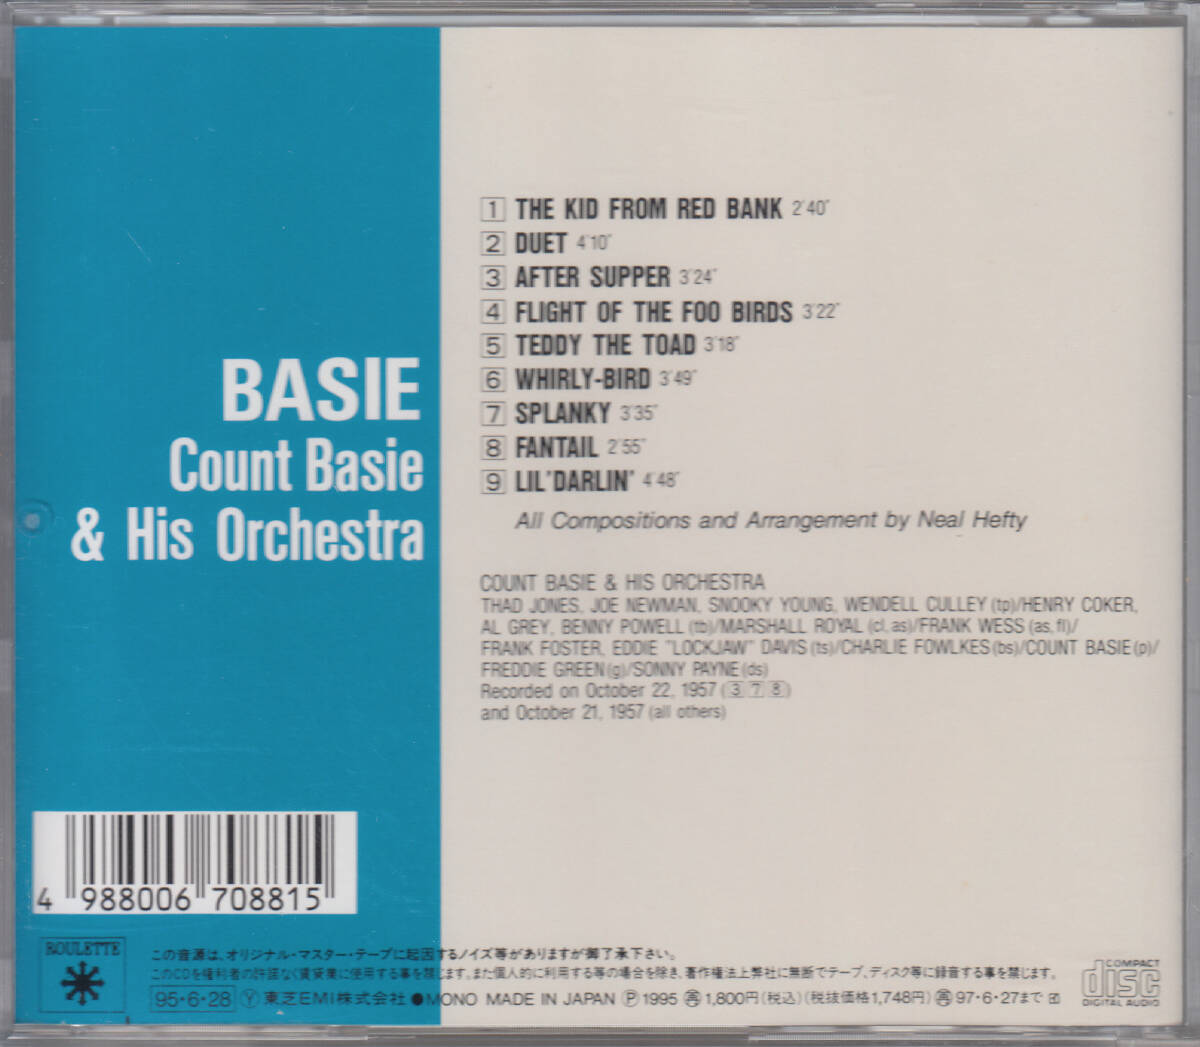 BASIE
Count Basie
& His Orchestra
1 THE KID FROM RED BANK 2'40"
2 DUET 4'10"
3 AFTER SUPPER 3'24"
4 FLIGHT OF THE FOO BIRDS 3'22"
5 TEDDY THE TOAD 3'18"
6 WHIRLY-BIRD 3'49"
7 SPLANKY 3'35"
8 FANTAIL 2'55"
9 LIL' DARLIN' 4'48"
All Compositions and Arrangement by Neal Hefty
COUNT BASIE & HIS ORCHESTRA
THAD JONES, JOE NEWMAN, SNOOKY YOUNG, WENDELL CULLEY (tp)/HENRY COKER,
AL GREY, BENNY POWELL (tb)/MARSHALL ROYAL (cl, as)/FRANK WESS (as, fl)/
FRANK FOSTER, EDDIE "LOCKJAW" DAVIS (ts)/CHARLIE FOWLKES (bs)/COUNT BASIE (p)/
FREDDIE GREEN (g)/SONNY PAYNE (ds)
Recorded on October 22, 1957 (3 7 8)
and October 21, 1957 (all others)
4 988006 708815
ROULETTE
この音源は、オリジナル・マスター・テープに起因するノイズ等がありますが御了承下さい。
このCDを権利者の許諾なく賃貸業に使用する事を禁じます。また個人的に利用する等の場合を除き、著作権法上弊社に無断でテープ、ディスク等に録音する事を禁じます。
95・6・28 Ⓨ 東芝EMI株式会社 ●MONO MADE IN JAPAN Ⓟ 1995 再 1,800円(税込)(税抜価格1,748円) 再 97・6・27まで
COMPACT
disc
DIGITAL AUDIO